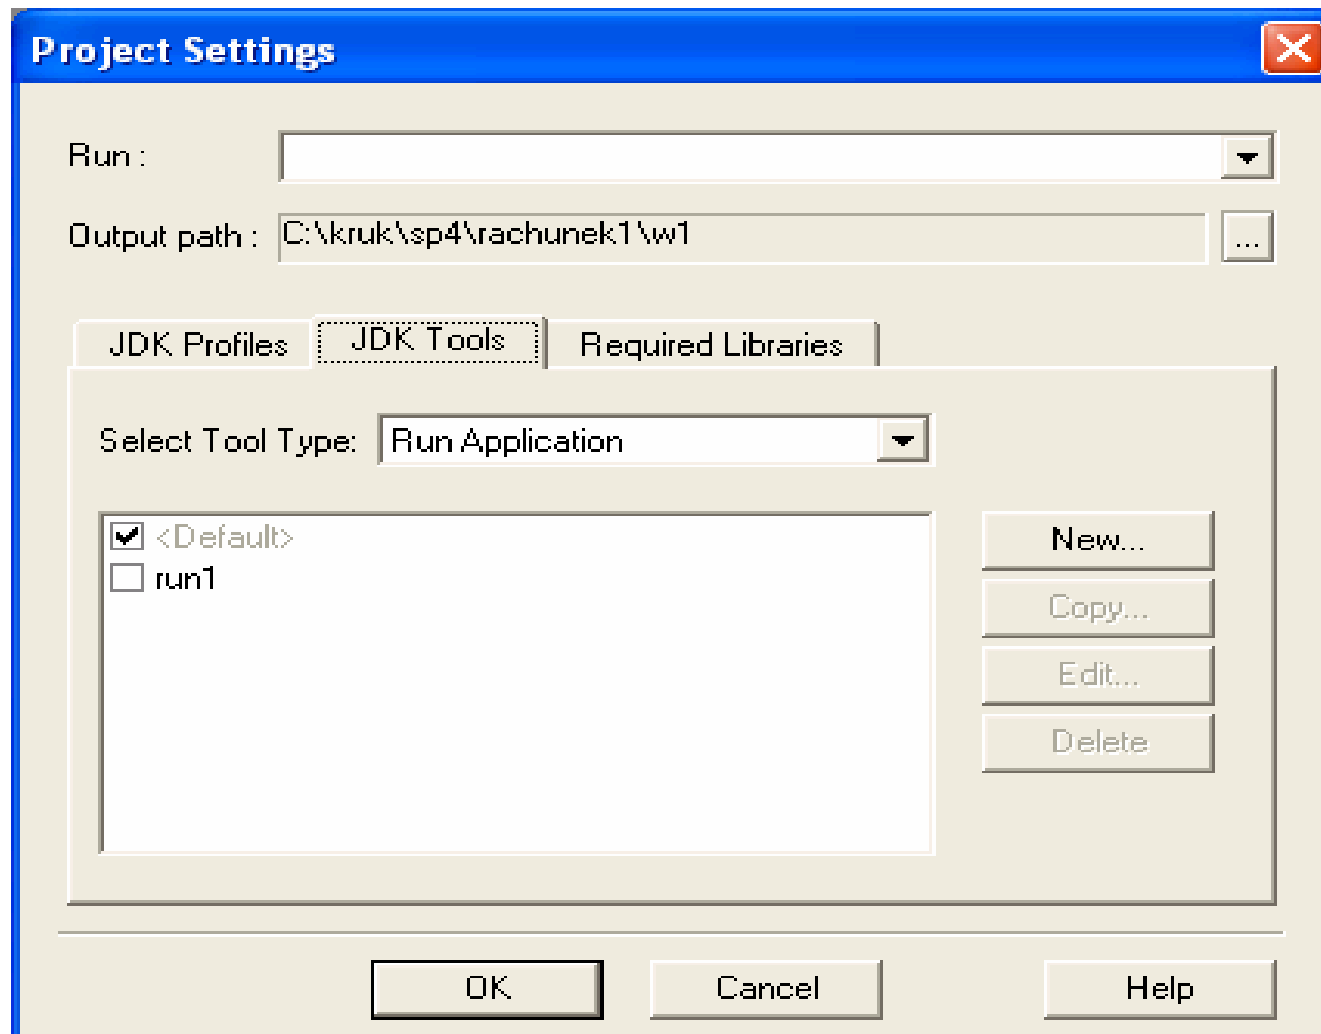 Project Settings
Run :
Output path : C:\kruk\sp4\rachunek1\w1 ...
JDK Profiles JDK Tools Required Libraries
Select Tool Type: Run Application
<Default>
run1
New...
Copy...
Edit...
Delete
OK Cancel Help